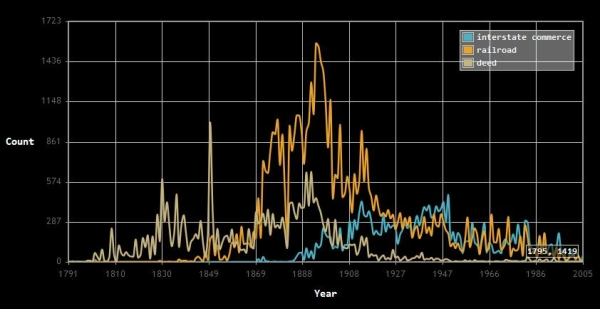 1723
interstate commerce
railroad
deed
1436
1148
Count
861
574
287
0
1795, 1419
1791 1810 1830 1849 1869 1888 1908 1927 1947 1966 1986 2005
Year